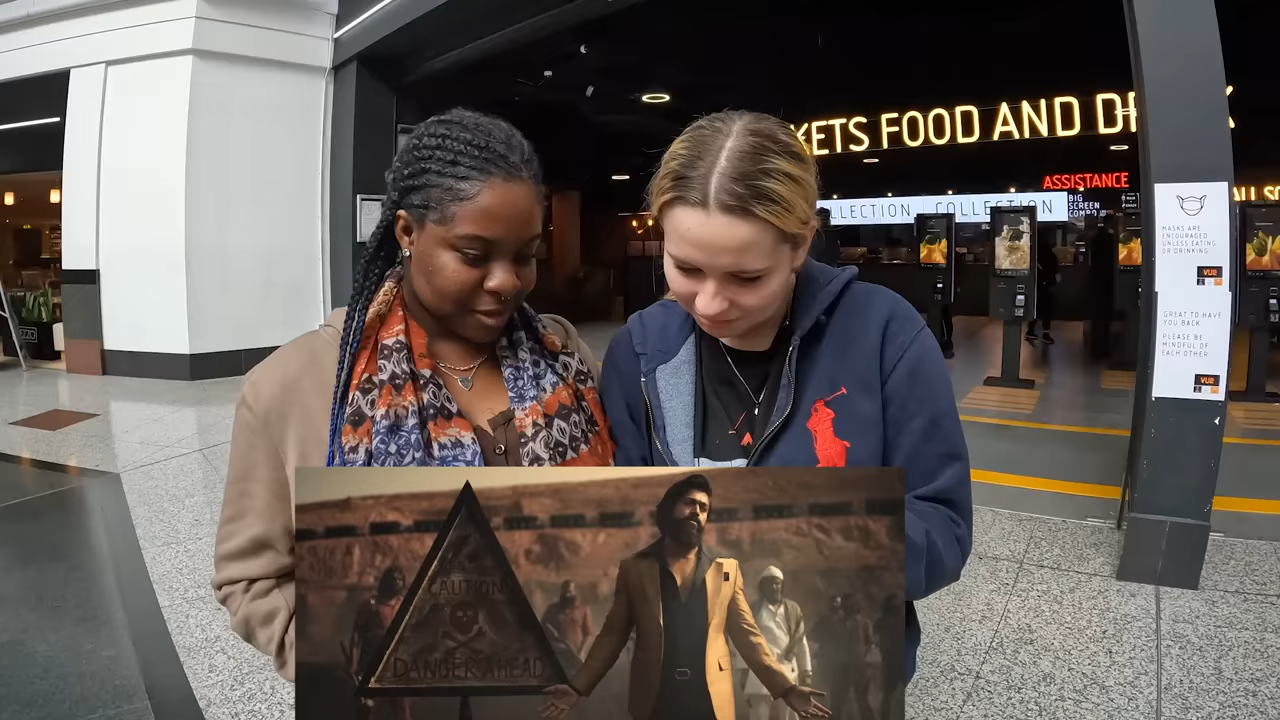 KETS FOOD AND DR
ASSISTANCE
LLECTION COLLECTION
BIG
SCREEN
COMBO
MASKS ARE
ENCOURAGED
UNLESS EATING
OR DRINKING
VUE
GREAT TO HAVE
YOU BACK
PLEASE BE
MINDFUL OF
EACH OTHER
VUE
CAUTION
DANGER AHEAD